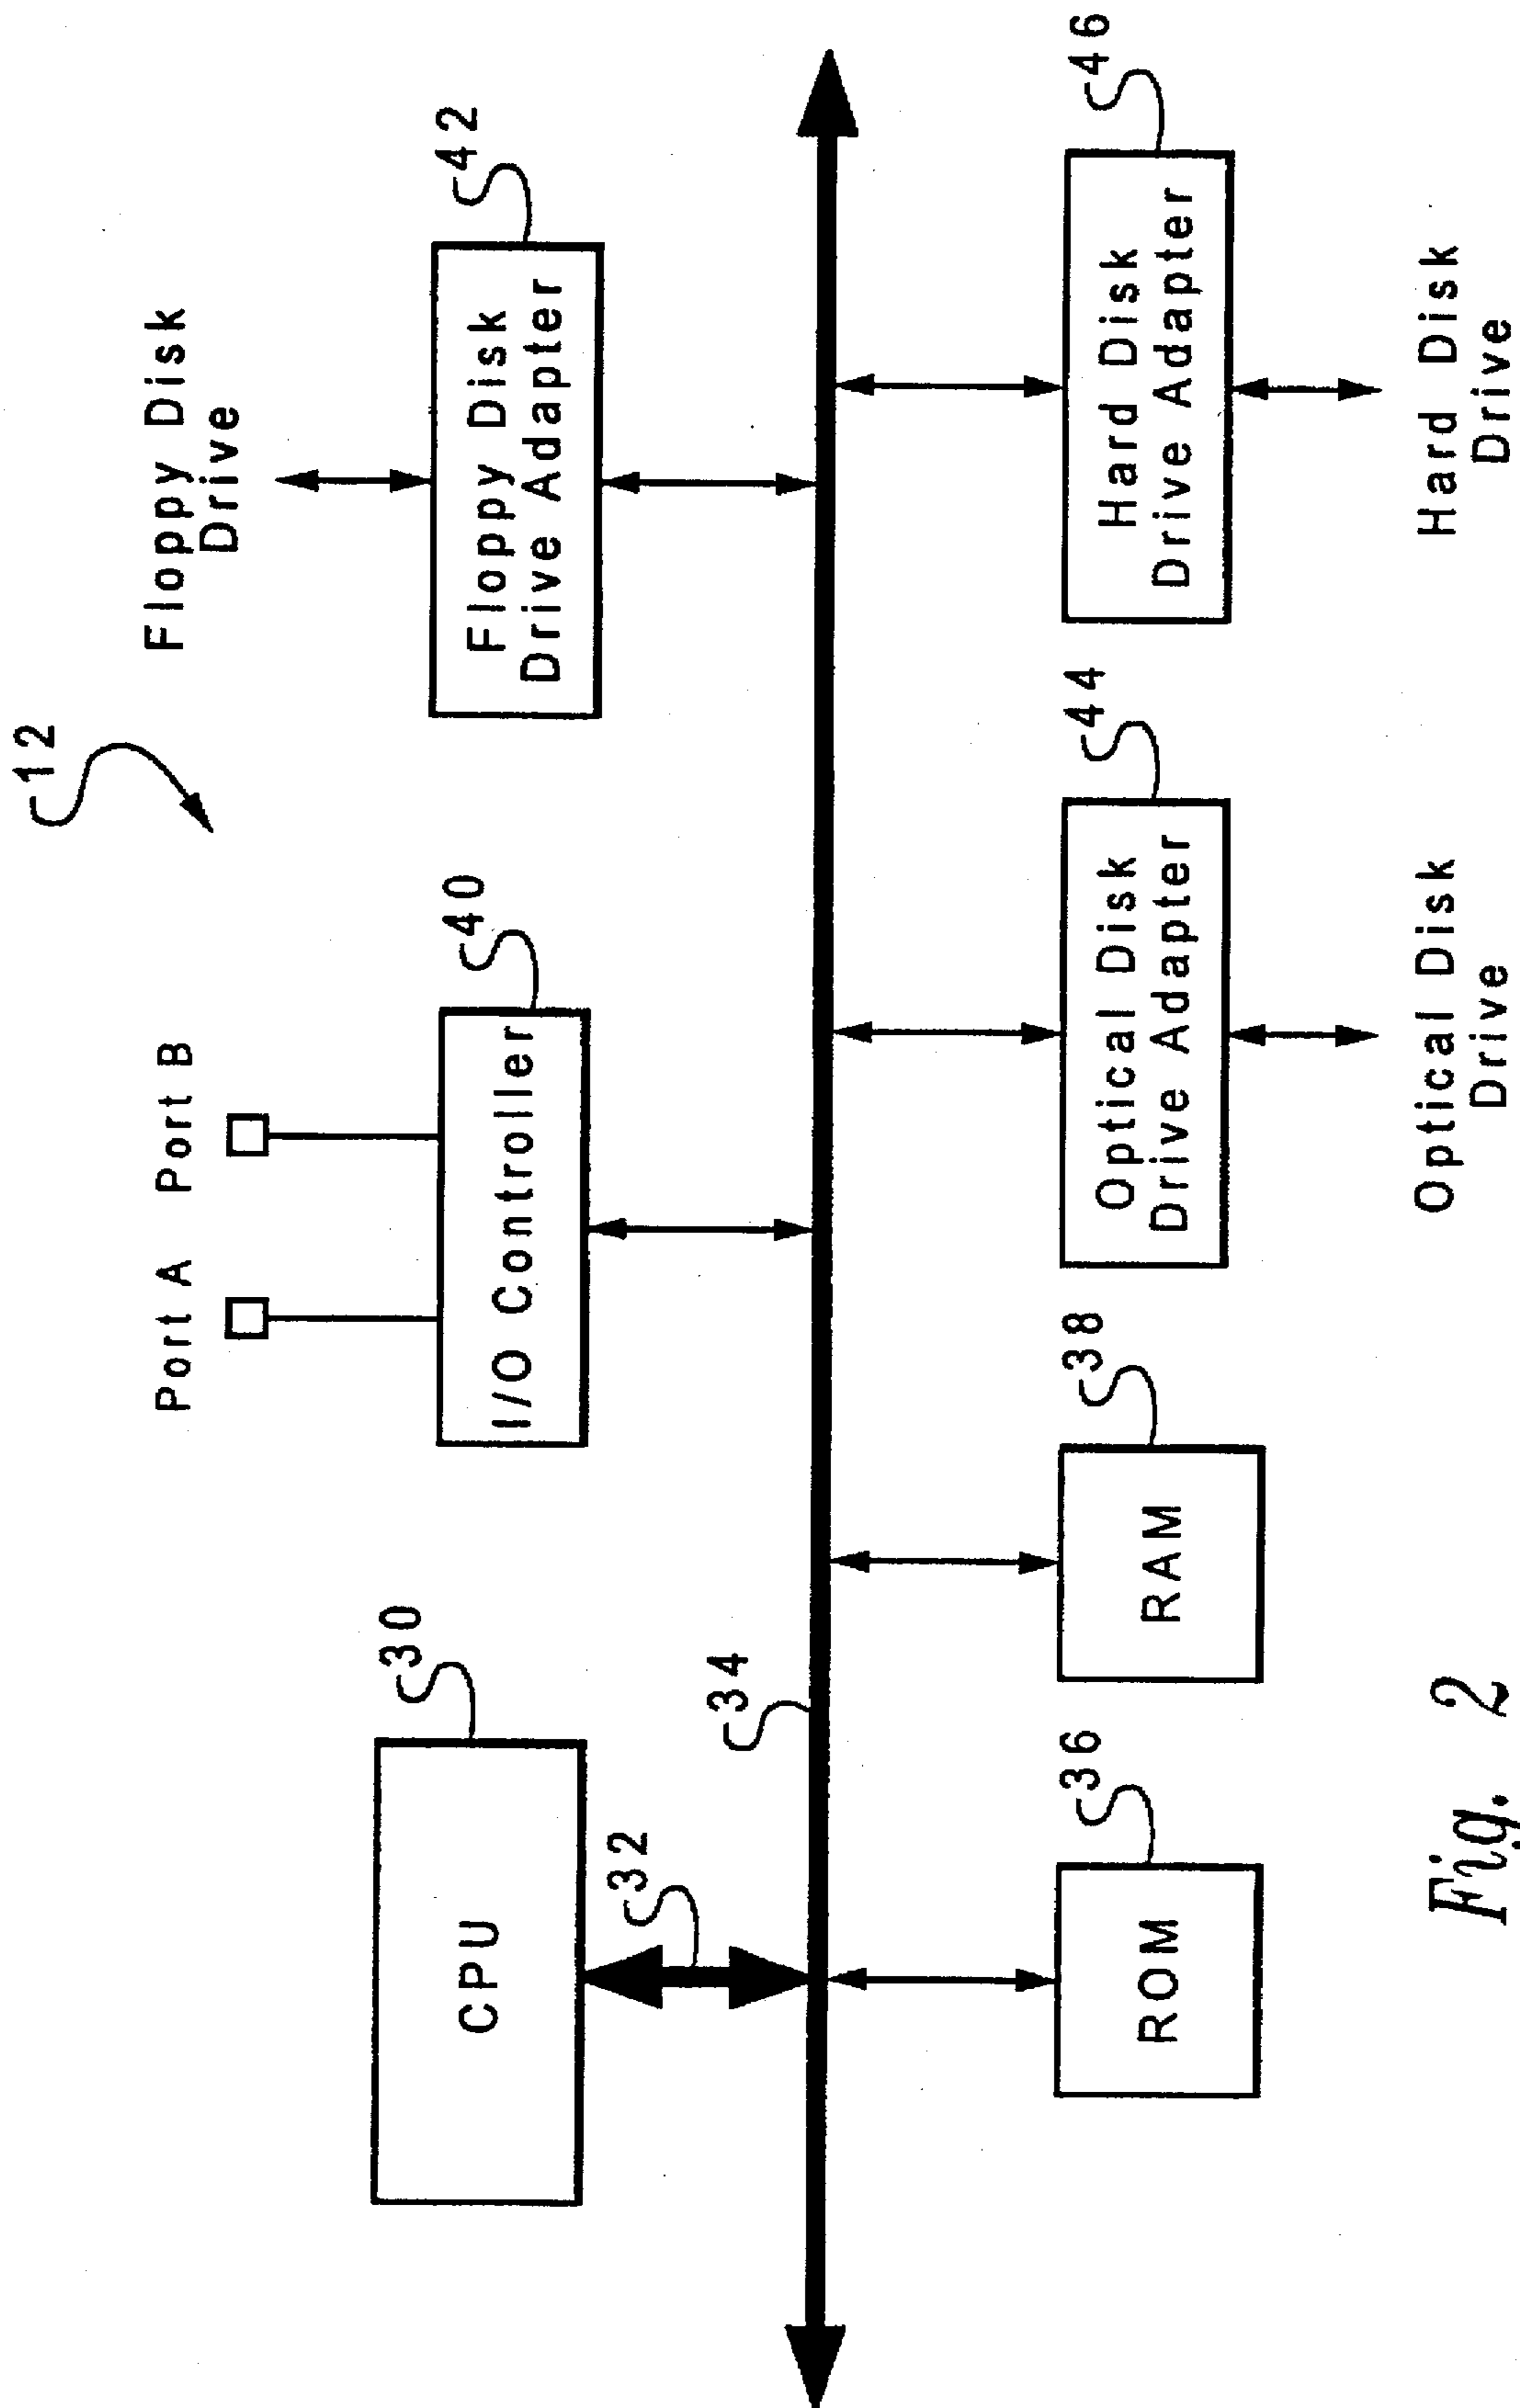 12
Port A
Port B
Floppy Disk
Drive
CPU
30
I/O Controller
40
Floppy Disk
Drive Adapter
42
32
34
ROM
36
RAM
38
Optical Disk
Drive Adapter
44
Hard Disk
Drive Adapter
46
Optical Disk
Drive
Hard Disk
Drive
Fig. 2